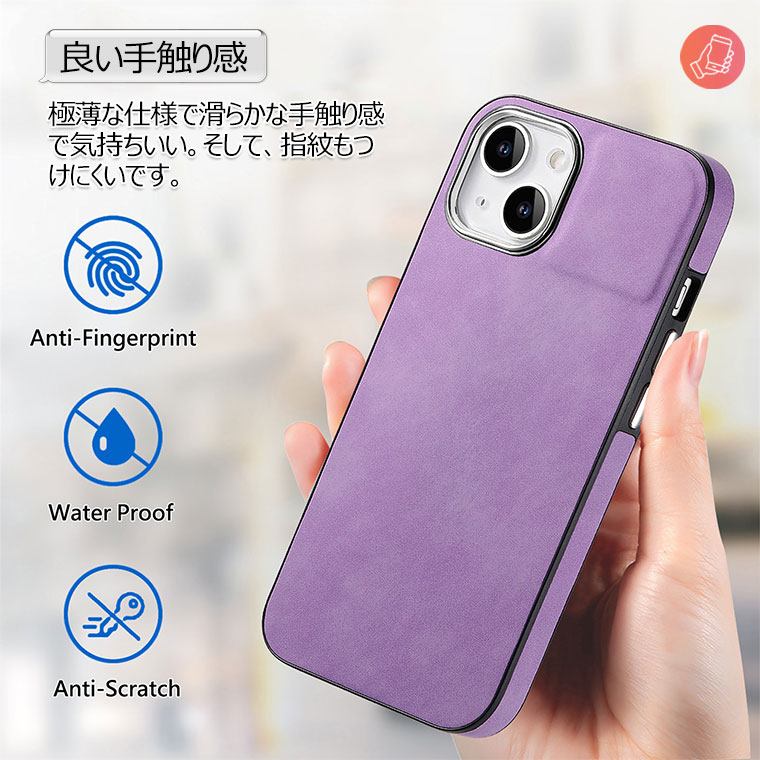 良い手触り感
極薄な仕様で滑らかな手触り感
で気持ちいい。そして、指紋もつ
けにくいです。
Anti-Fingerprint
Water Proof
Anti-Scratch